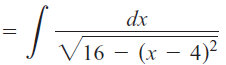 = ∫ dx / √(16 − (x − 4)²)